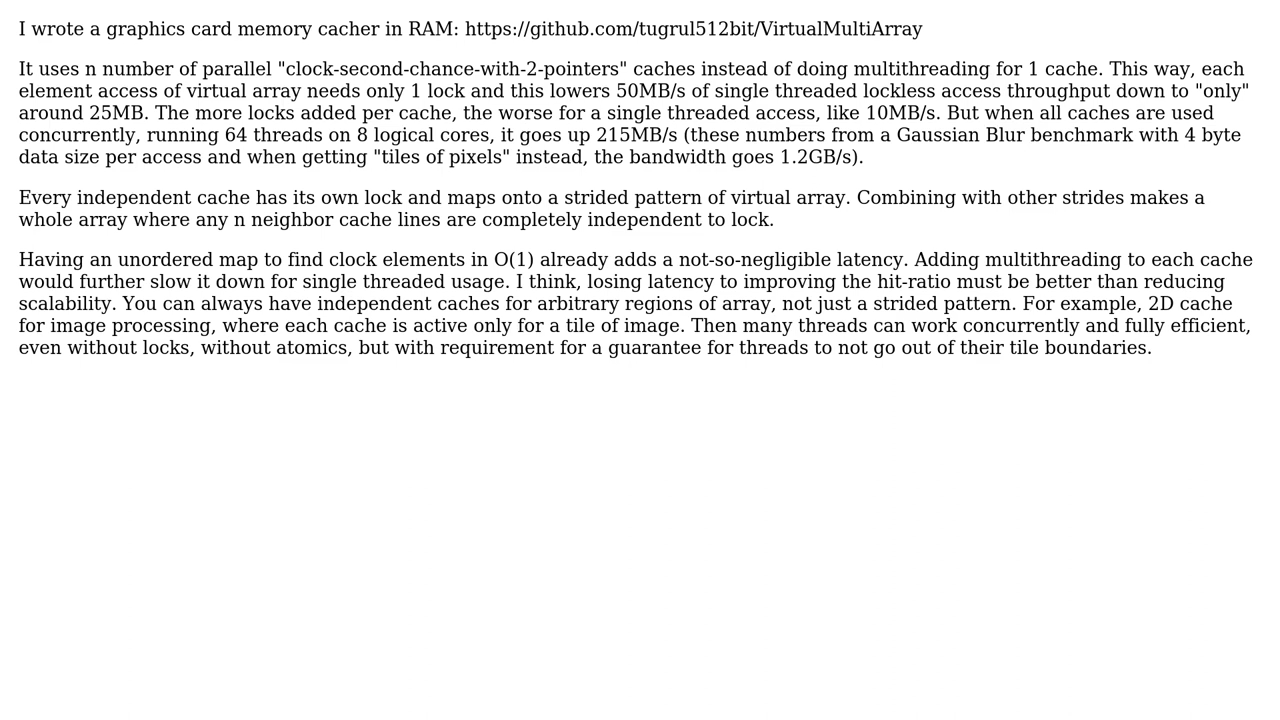 I wrote a graphics card memory cacher in RAM: https://github.com/tugrul512bit/VirtualMultiArray
It uses n number of parallel "clock-second-chance-with-2-pointers" caches instead of doing multithreading for 1 cache. This way, each
element access of virtual array needs only 1 lock and this lowers 50MB/s of single threaded lockless access throughput down to "only"
around 25MB. The more locks added per cache, the worse for a single threaded access, like 10MB/s. But when all caches are used
concurrently, running 64 threads on 8 logical cores, it goes up 215MB/s (these numbers from a Gaussian Blur benchmark with 4 byte
data size per access and when getting "tiles of pixels" instead, the bandwidth goes 1.2GB/s).
Every independent cache has its own lock and maps onto a strided pattern of virtual array. Combining with other strides makes a
whole array where any n neighbor cache lines are completely independent to lock.
Having an unordered map to find clock elements in O(1) already adds a not-so-negligible latency. Adding multithreading to each cache
would further slow it down for single threaded usage. I think, losing latency to improving the hit-ratio must be better than reducing
scalability. You can always have independent caches for arbitrary regions of array, not just a strided pattern. For example, 2D cache
for image processing, where each cache is active only for a tile of image. Then many threads can work concurrently and fully efficient,
even without locks, without atomics, but with requirement for a guarantee for threads to not go out of their tile boundaries.